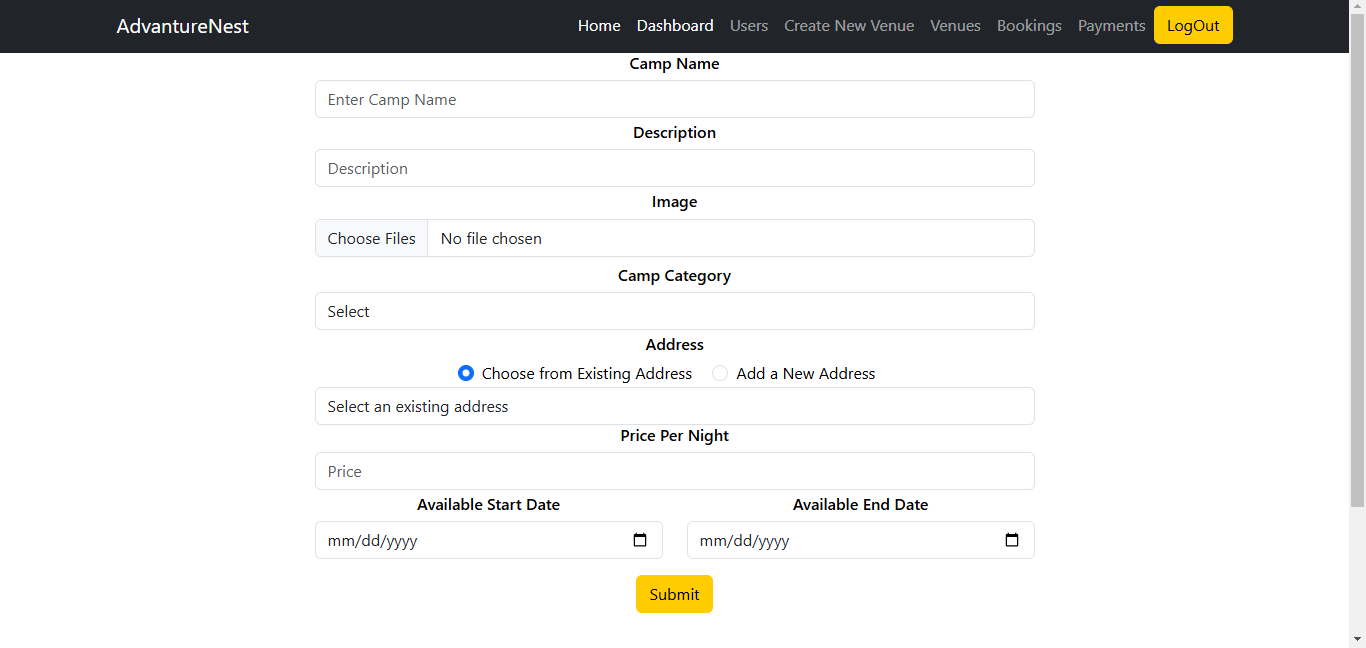 AdvantureNest Home Dashboard Users Create New Venue Venues Bookings Payments LogOut
Camp Name
Enter Camp Name
Description
Description
Image
Choose Files No file chosen
Camp Category
Select
Address
Choose from Existing Address Add a New Address
Select an existing address
Price Per Night
Price
Available Start Date Available End Date
mm/dd/yyyy mm/dd/yyyy
Submit